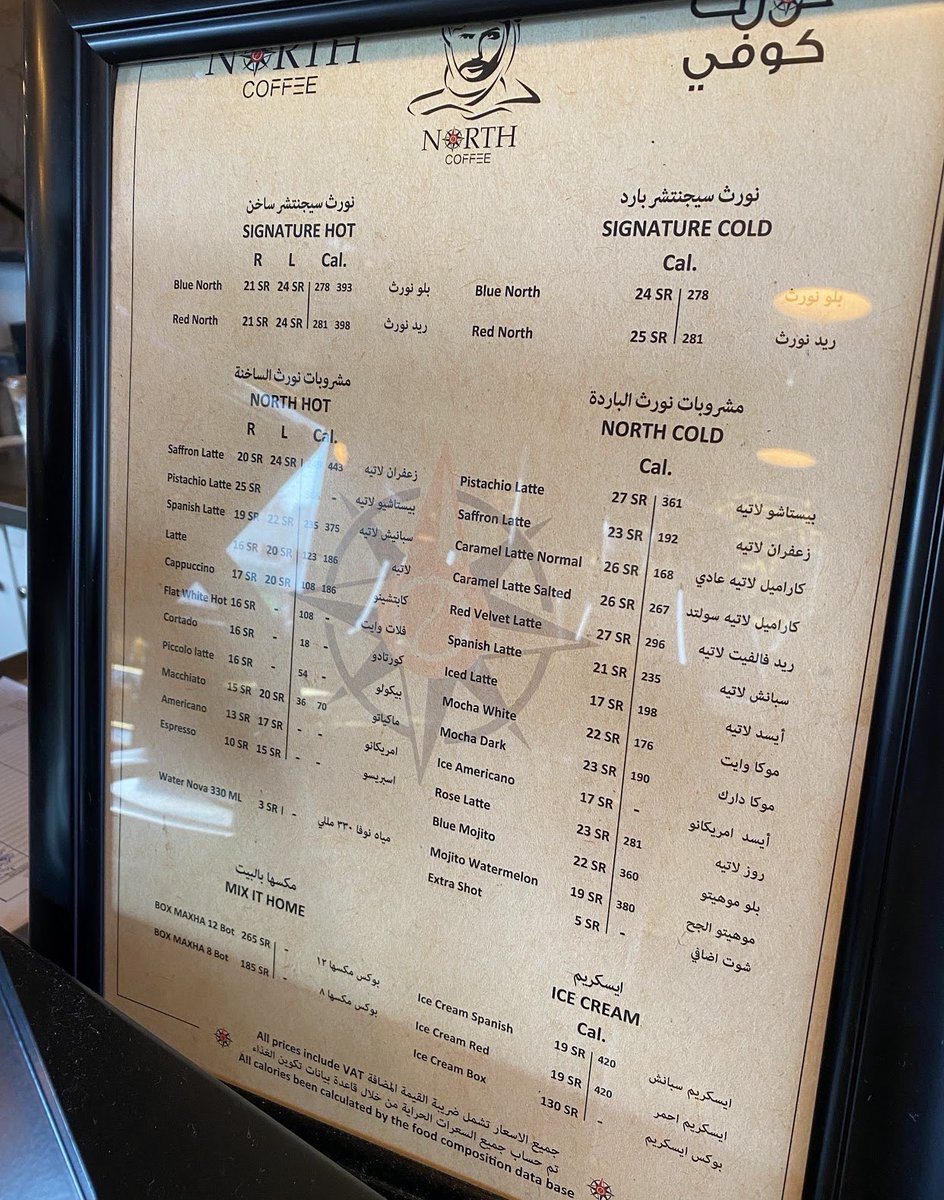 NORTH
COFFEE
NORTH
COFFEE
نورث
كوفي
نورث سيجنتشر ساخن
SIGNATURE HOT
R L Cal.
Blue North 21 SR 24 SR 278 393 بلو نورث
Red North 21 SR 24 SR 281 398 ريد نورث
مشروبات نورث الساخنة
NORTH HOT
R L Cal.
Saffron Latte 20 SR 24 SR 443 زعفران لاتيه
Pistachio Latte 25 SR - بيستاشيو لاتيه
Spanish Latte 19 SR 22 SR 235 375 سبانيش لاتيه
Latte 16 SR 20 SR 123 186 لاتيه
Cappuccino 17 SR 20 SR 108 186 كابتشينو
Flat White Hot 16 SR - 108 - فلات وايت
Cortado 16 SR - 18 - كورتادو
Piccolo latte 16 SR - 54 - بيكولو
Macchiato 15 SR 20 SR 36 70 ماكياتو
Americano 13 SR 17 SR - - امريكانو
Espresso 10 SR 15 SR - - اسبريسو
Water Nova 330 ML 3 SR - مياه نوفا ٣٣٠ مللي
مكسها بالبيت
MIX IT HOME
BOX MAXHA 12 Bot 265 SR - بوكس مكسها ١٢
BOX MAXHA 8 Bot 185 SR - بوكس مكسها ٨
نورث سيجنتشر بارد
SIGNATURE COLD
Cal.
Blue North 24 SR 278 بلو نورث
Red North 25 SR 281 ريد نورث
مشروبات نورث الباردة
NORTH COLD
Cal.
Pistachio Latte 27 SR 361 بيستاشو لاتيه
Saffron Latte 23 SR 192 زعفران لاتيه
Caramel Latte Normal 26 SR 168 كاراميل لاتيه عادي
Caramel Latte Salted 26 SR 267 كاراميل لاتيه سولتد
Red Velvet Latte 27 SR 296 ريد فالفيت لاتيه
Spanish Latte 21 SR 235 سبانش لاتيه
Iced Latte 17 SR 198 أيسد لاتيه
Mocha White 22 SR 176 موكا وايت
Mocha Dark 23 SR 190 موكا دارك
Ice Americano 17 SR - أيسد امريكانو
Rose Latte 23 SR 281 روز لاتيه
Blue Mojito 22 SR 360 بلو موهيتو
Mojito Watermelon 19 SR 380 موهيتو الجح
Extra Shot 5 SR - شوت اضافي
ايسكريم
ICE CREAM
Cal.
Ice Cream Spanish 19 SR 420 ايسكريم سبانش
Ice Cream Red 19 SR 420 ايسكريم احمر
Ice Cream Box 130 SR - بوكس ايسكريم
جميع الاسعار تشمل ضريبة القيمة المضافة All prices include VAT
تم حساب جميع السعرات الحراية من خلال قاعدة بيانات تكوين الغذاء
All calories been calculated by the food composition data base